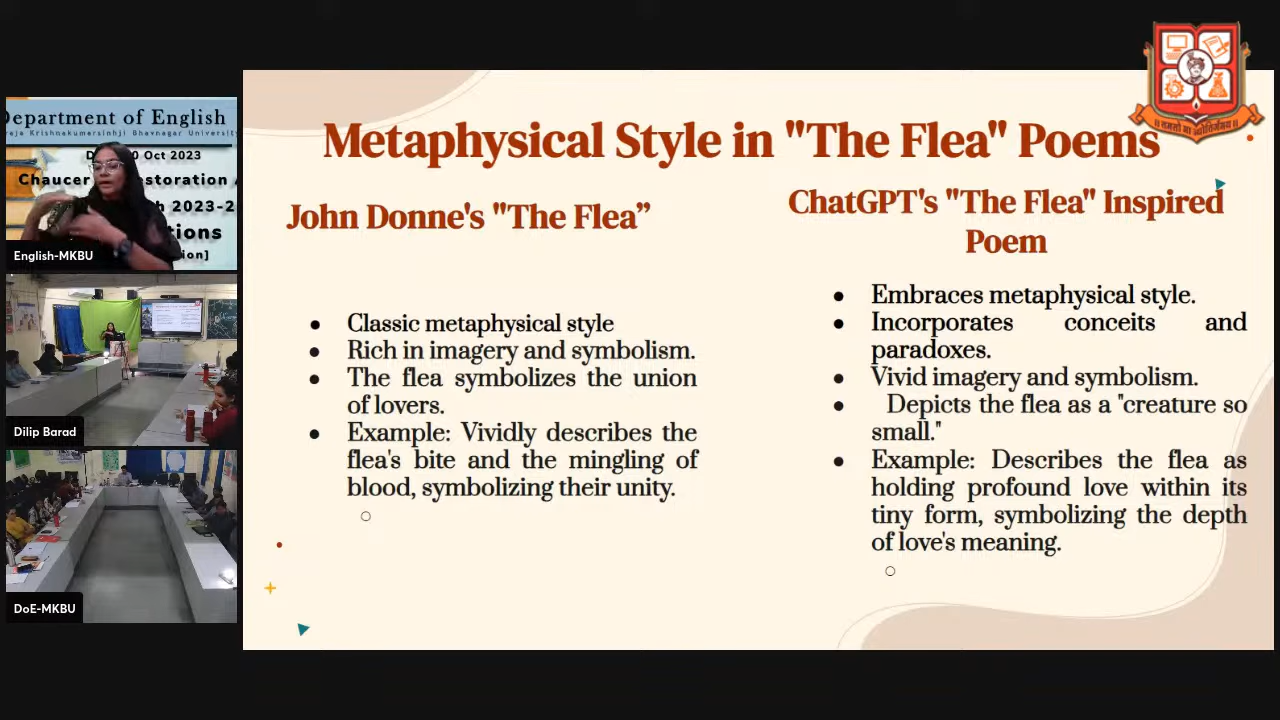 Department of English
Krishnakumarsinhji Bhavnagar University
Oct 2023
Chaucer
2023-2
English-MKBU
Dilip Barad
DoE-MKBU
Metaphysical Style in "The Flea" Poems
John Donne's "The Flea”
Classic metaphysical style
Rich in imagery and symbolism.
The flea symbolizes the union
of lovers.
Example: Vividly describes the
flea's bite and the mingling of
blood, symbolizing their unity.
ChatGPT's "The Flea" Inspired
Poem
Embraces metaphysical style.
Incorporates conceits and
paradoxes.
Vivid imagery and symbolism.
Depicts the flea as a "creature so
small."
Example: Describes the flea as
holding profound love within its
tiny form, symbolizing the depth
of love's meaning.